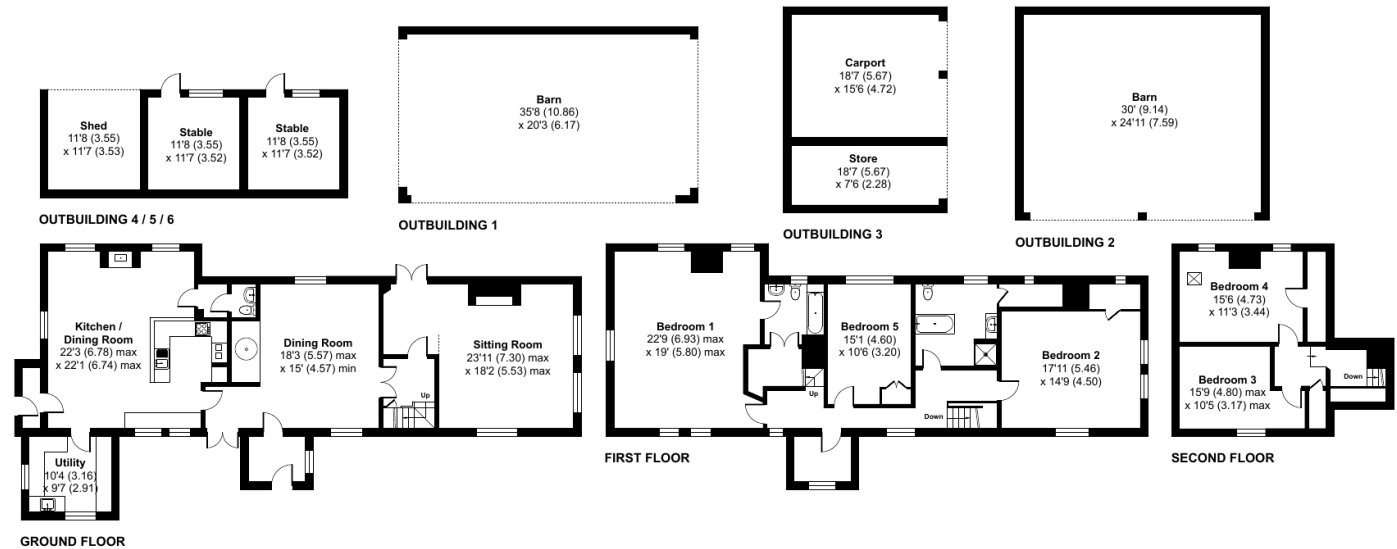 Shed
11'8 (3.55)
x 11'7 (3.53)
Stable
11'8 (3.55)
x 11'7 (3.52)
Stable
11'8 (3.55)
x 11'7 (3.52)
OUTBUILDING 4 / 5 / 6
Barn
35'8 (10.86)
x 20'3 (6.17)
OUTBUILDING 1
Carport
18'7 (5.67)
x 15'6 (4.72)
Store
18'7 (5.67)
x 7'6 (2.28)
OUTBUILDING 3
Barn
30' (9.14)
x 24'11 (7.59)
OUTBUILDING 2
Kitchen /
Dining Room
22'3 (6.78) max
x 22'1 (6.74) max
Dining Room
18'3 (5.57) max
x 15' (4.57) min
Sitting Room
23'11 (7.30) max
x 18'2 (5.53) max
Up
Utility
10'4 (3.16)
x 9'7 (2.91)
GROUND FLOOR
Bedroom 1
22'9 (6.93) max
x 19' (5.80) max
Bedroom 5
15'1 (4.60)
x 10'6 (3.20)
Bedroom 2
17'11 (5.46)
x 14'9 (4.50)
Up
Down
FIRST FLOOR
Bedroom 4
15'6 (4.73)
x 11'3 (3.44)
Bedroom 3
15'9 (4.80) max
x 10'5 (3.17) max
Down
SECOND FLOOR